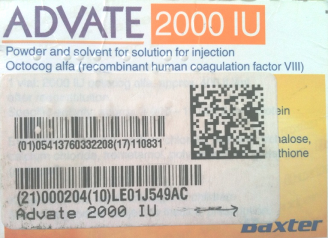 ADVATE 2000 IU
Powder and solvent for solution for injection
Octocog alfa (recombinant human coagulation factor VIII)
ein
(01)05413760332208(17)110831
nalose,
thione
(21)000204(10)LE01J549AC
Advate 2000 IU
Baxter